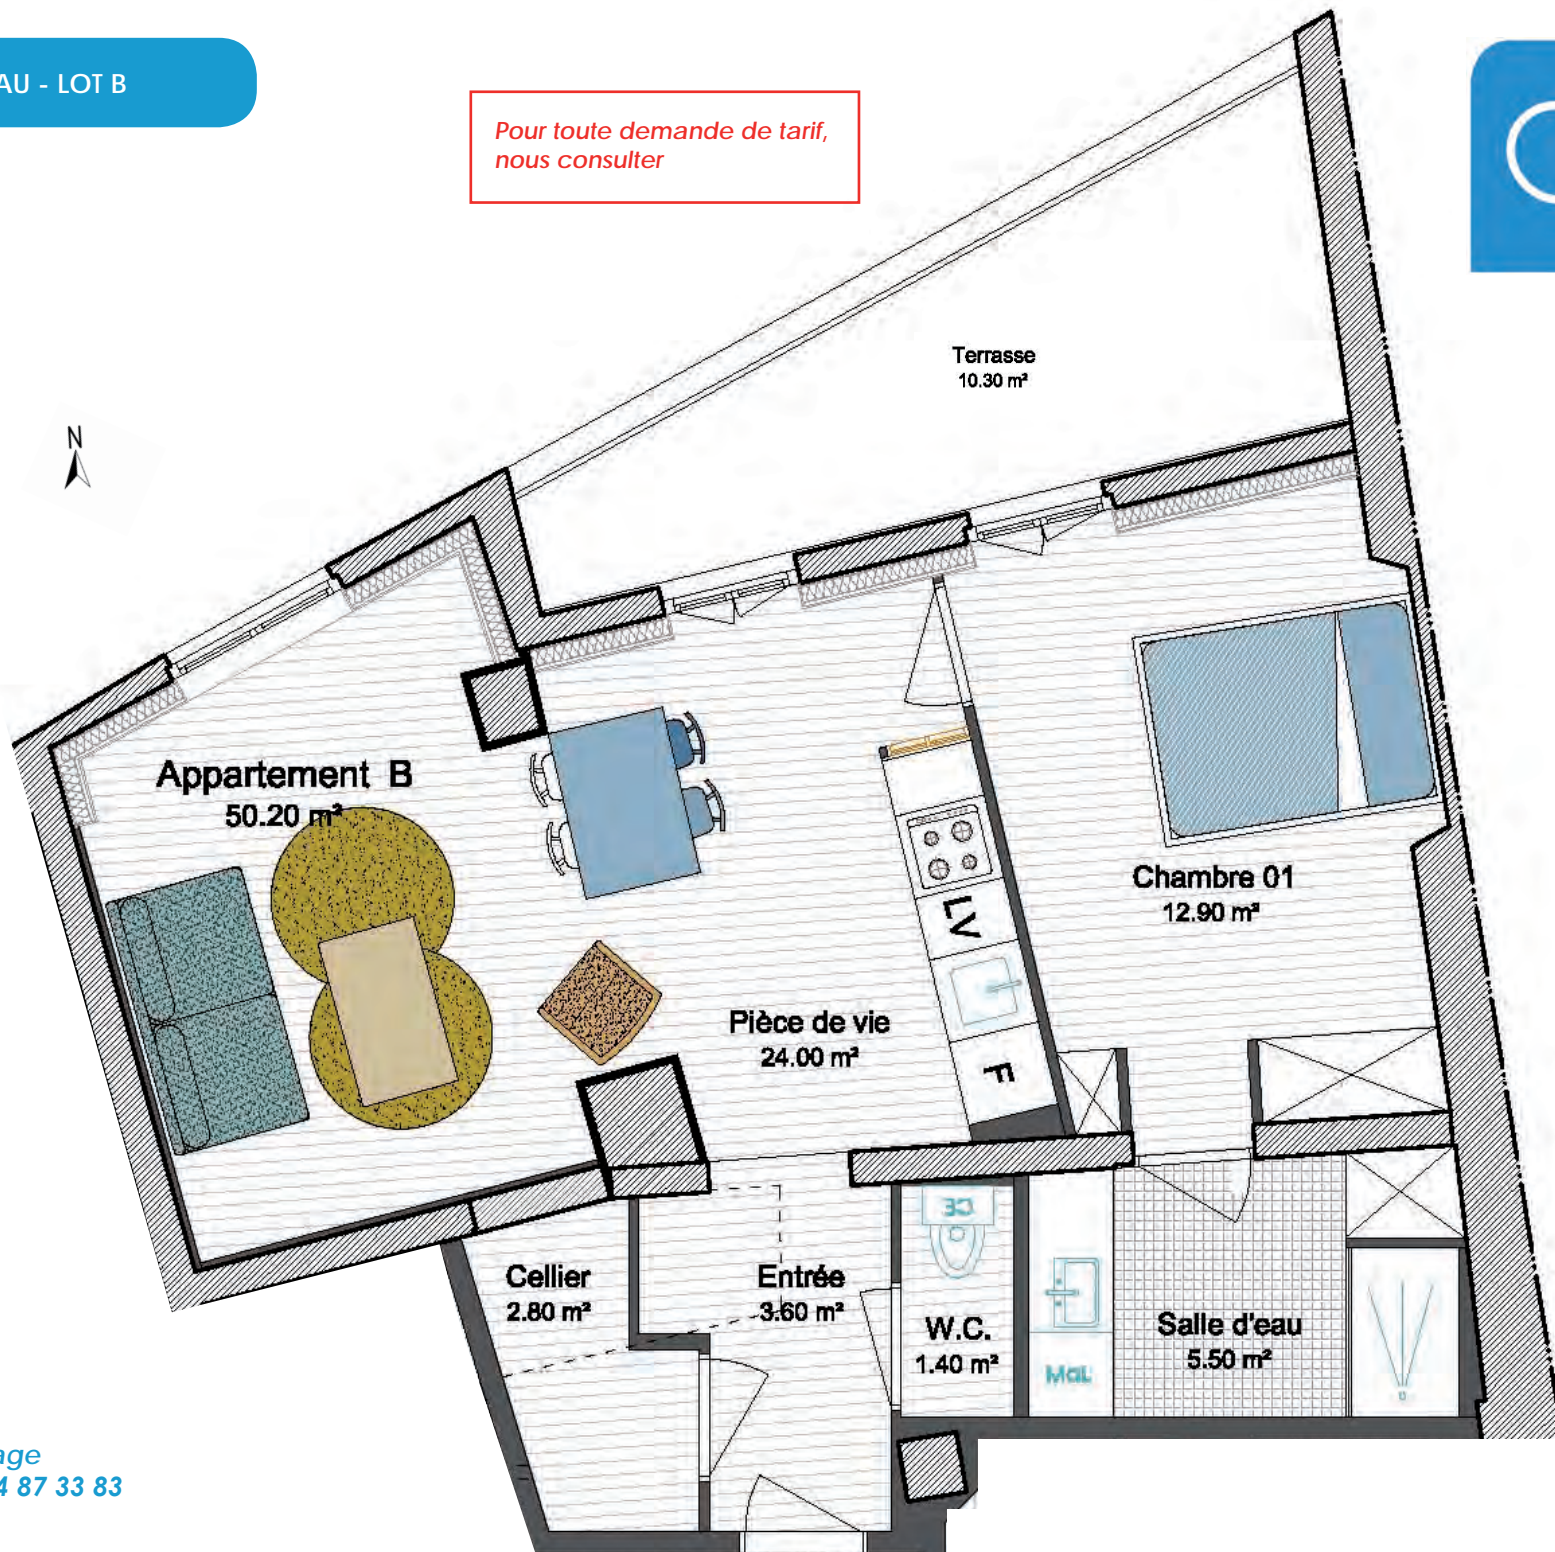 AU - LOT B
Pour toute demande de tarif,
nous consulter
Terrasse
10.30 m²
N
Appartement B
50.20 m²
Chambre 01
12.90 m²
LV
Pièce de vie
24.00 m²
F
Cellier
2.80 m²
Entrée
3.60 m²
W.C.
1.40 m²
Salle d'eau
5.50 m²
MaL
age
4 87 33 83